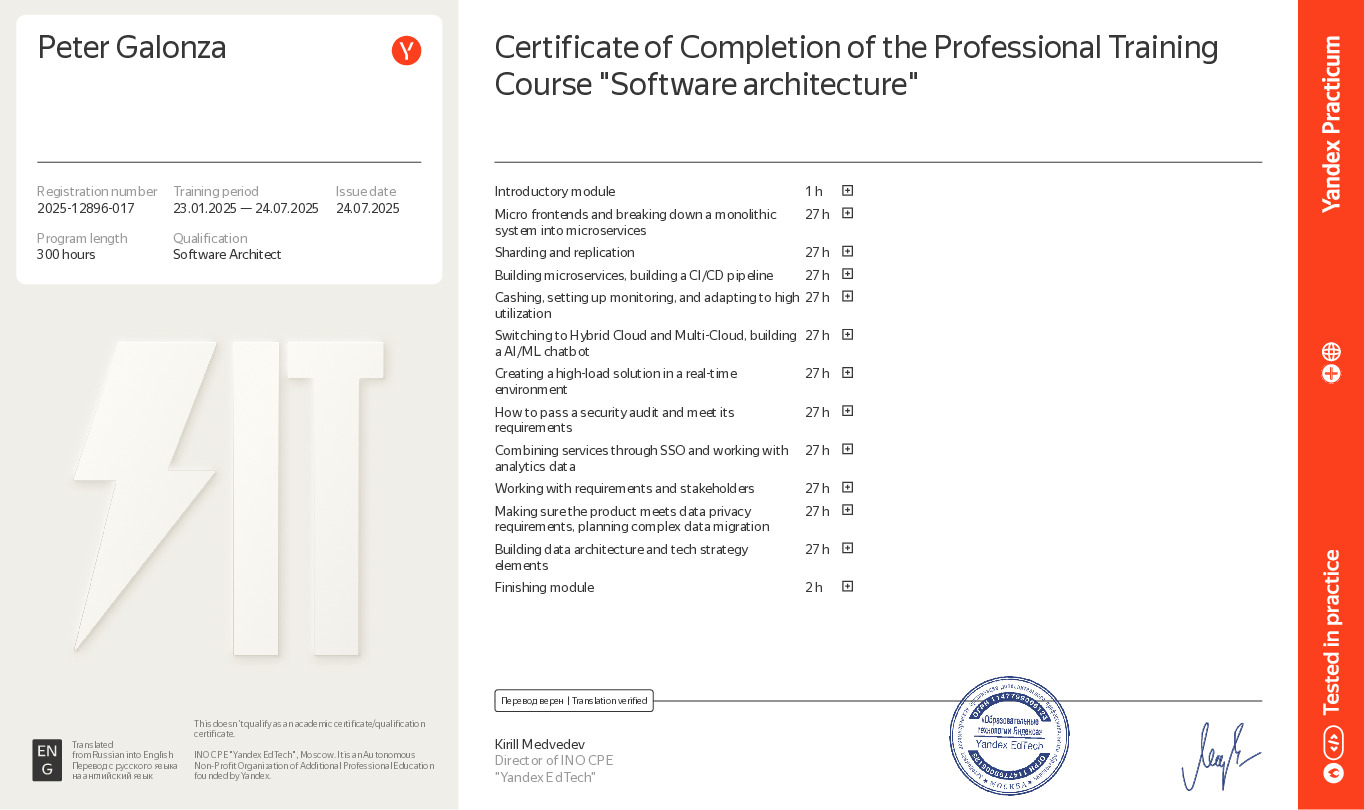 Peter Galonza
Registration number
2025-12896-017
Training period
23.01.2025 — 24.07.2025
Issue date
24.07.2025
Program length
300 hours
Qualification
Software Architect
IT
EN
G
Translated
from Russian into English
Перевод с русского языка
на английский язык
This doesn't qualify as an academic certificate/qualification
certificate.
INO CPE "Yandex EdTech", Moscow. It is an Autonomous
Non-Profit Organization of Additional Professional Education
founded by Yandex.
Certificate of Completion of the Professional Training
Course "Software architecture"
Introductory module 1 h
Micro frontends and breaking down a monolithic 27 h
system into microservices
Sharding and replication 27 h
Building microservices, building a CI/CD pipeline 27 h
Cashing, setting up monitoring, and adapting to high 27 h
utilization
Switching to Hybrid Cloud and Multi-Cloud, building 27 h
a AI/ML chatbot
Creating a high-load solution in a real-time 27 h
environment
How to pass a security audit and meet its 27 h
requirements
Combining services through SSO and working with 27 h
analytics data
Working with requirements and stakeholders 27 h
Making sure the product meets data privacy 27 h
requirements, planning complex data migration
Building data architecture and tech strategy 27 h
elements
Finishing module 2 h
Перевод верен | Translation verified
Kirill Medvedev
Director of INO CPE
"Yandex EdTech"
«Образовательные
технологии Яндекса»
Yandex EdTech
МОСКВА
Yandex Practicum
Tested in practice